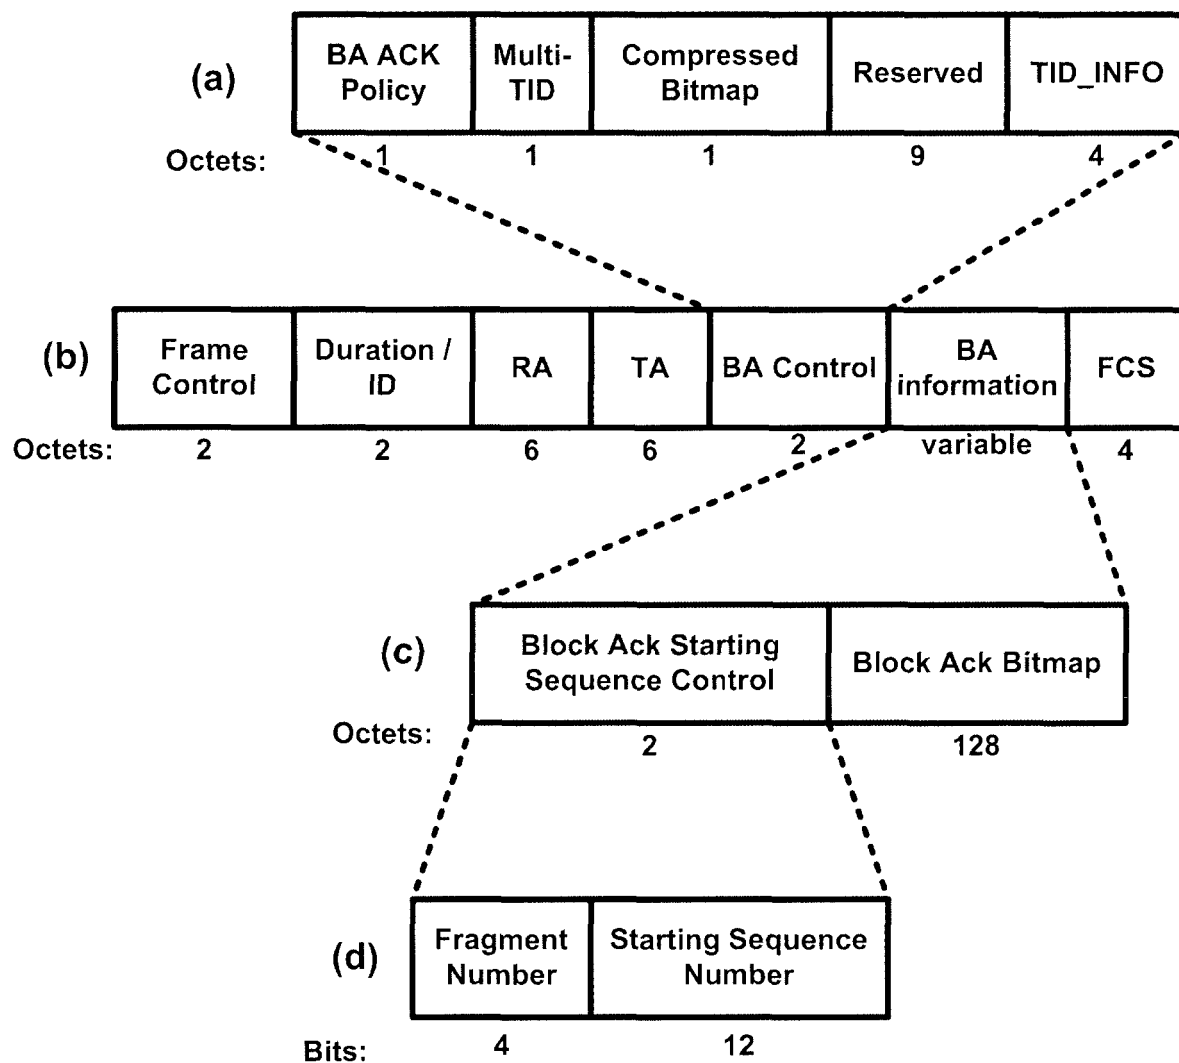 (a)
BA ACK
Policy
Multi-
TID
Compressed
Bitmap
Reserved
TID_INFO
Octets:
1
1
1
9
4
(b)
Frame
Control
Duration /
ID
RA
TA
BA Control
BA
information
FCS
Octets:
2
2
6
6
2
variable
4
(c)
Block Ack Starting
Sequence Control
Block Ack Bitmap
Octets:
2
128
(d)
Fragment
Number
Starting Sequence
Number
Bits:
4
12